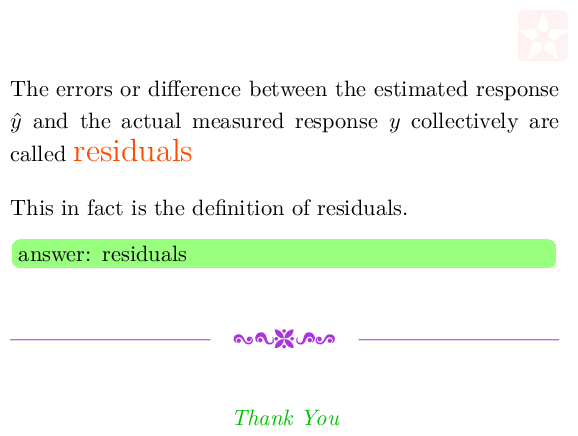 The errors or difference between the estimated response
ŷ and the actual measured response y collectively are
called residuals
This in fact is the definition of residuals.
answer: residuals
Thank You